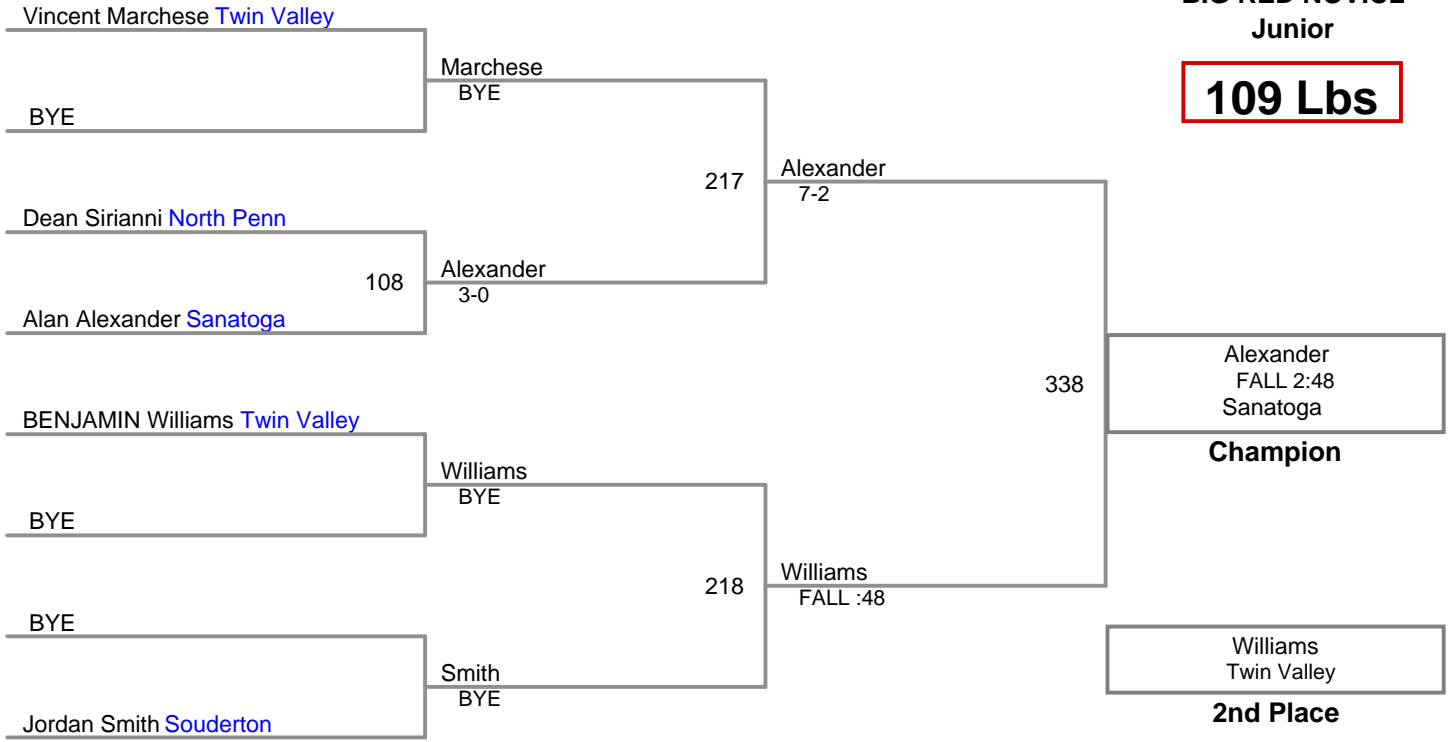 Vincent Marchese Twin Valley
Junior
109 Lbs
Marchese
BYE
BYE
217
Alexander
7-2
Dean Sirianni North Penn
108
Alexander
3-0
Alan Alexander Sanatoga
338
Alexander
FALL 2:48
Sanatoga
Champion
BENJAMIN Williams Twin Valley
Williams
BYE
BYE
218
Williams
FALL :48
BYE
Smith
BYE
Jordan Smith Souderton
Williams
Twin Valley
2nd Place